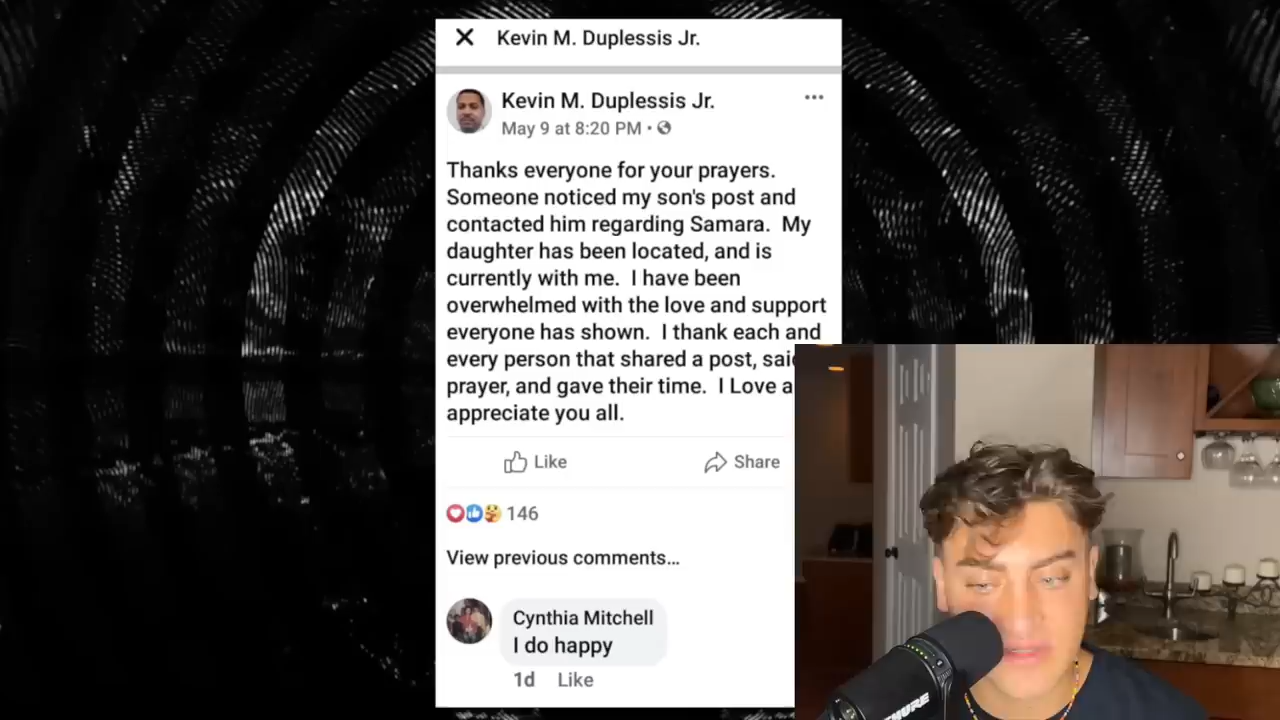 Kevin M. Duplessis Jr.
Kevin M. Duplessis Jr.
May 9 at 8:20 PM •
Thanks everyone for your prayers.
Someone noticed my son's post and
contacted him regarding Samara. My
daughter has been located, and is
currently with me. I have been
overwhelmed with the love and support
everyone has shown. I thank each and
every person that shared a post,
prayer, and gave their time. I Love
appreciate you all.
Like
Share
146
View previous comments...
Cynthia Mitchell
I do happy
1d Like
SHURE